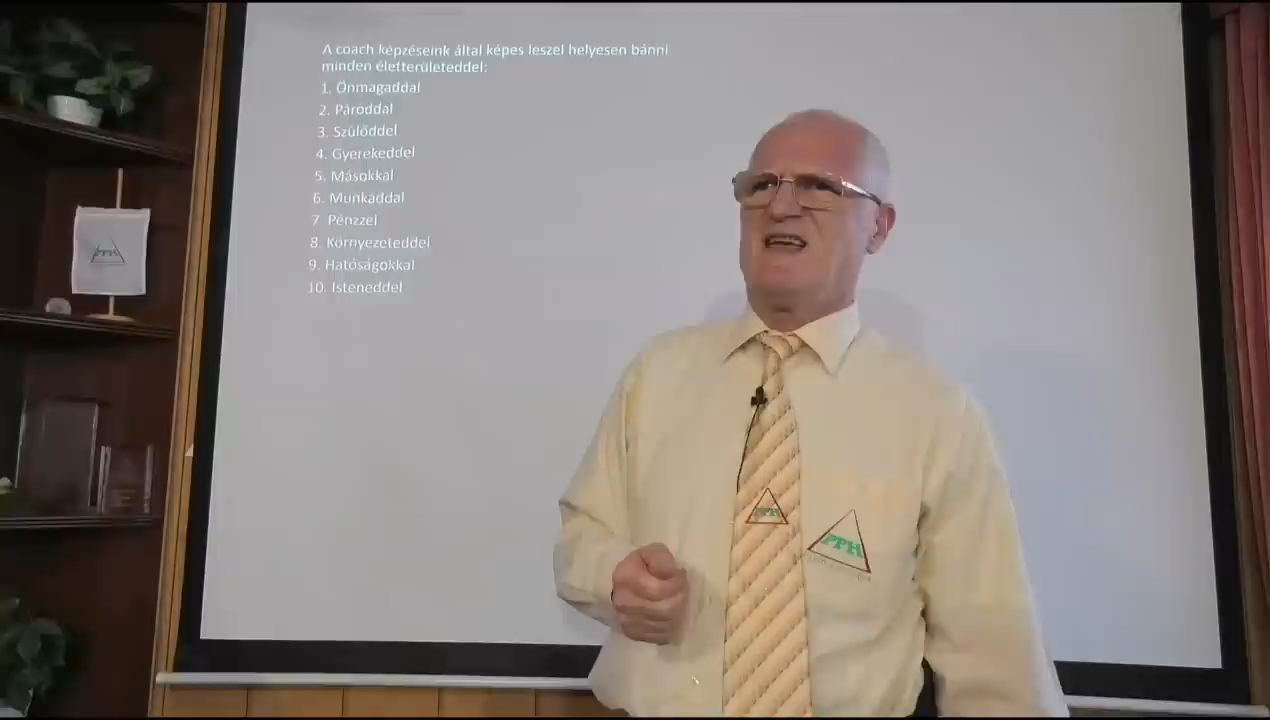 A coach képzéseink által képes leszel helyesen bánni
minden életterületeddel:
1. Önmagaddal
2. Pároddal
3. Szülőddel
4. Gyerekeddel
5. Másokkal
6. Munkáddal
7 Pénzzel
8. Környezeteddel
9. Hatóságokkal
10. Isteneddel
PPH
PPH
PPH